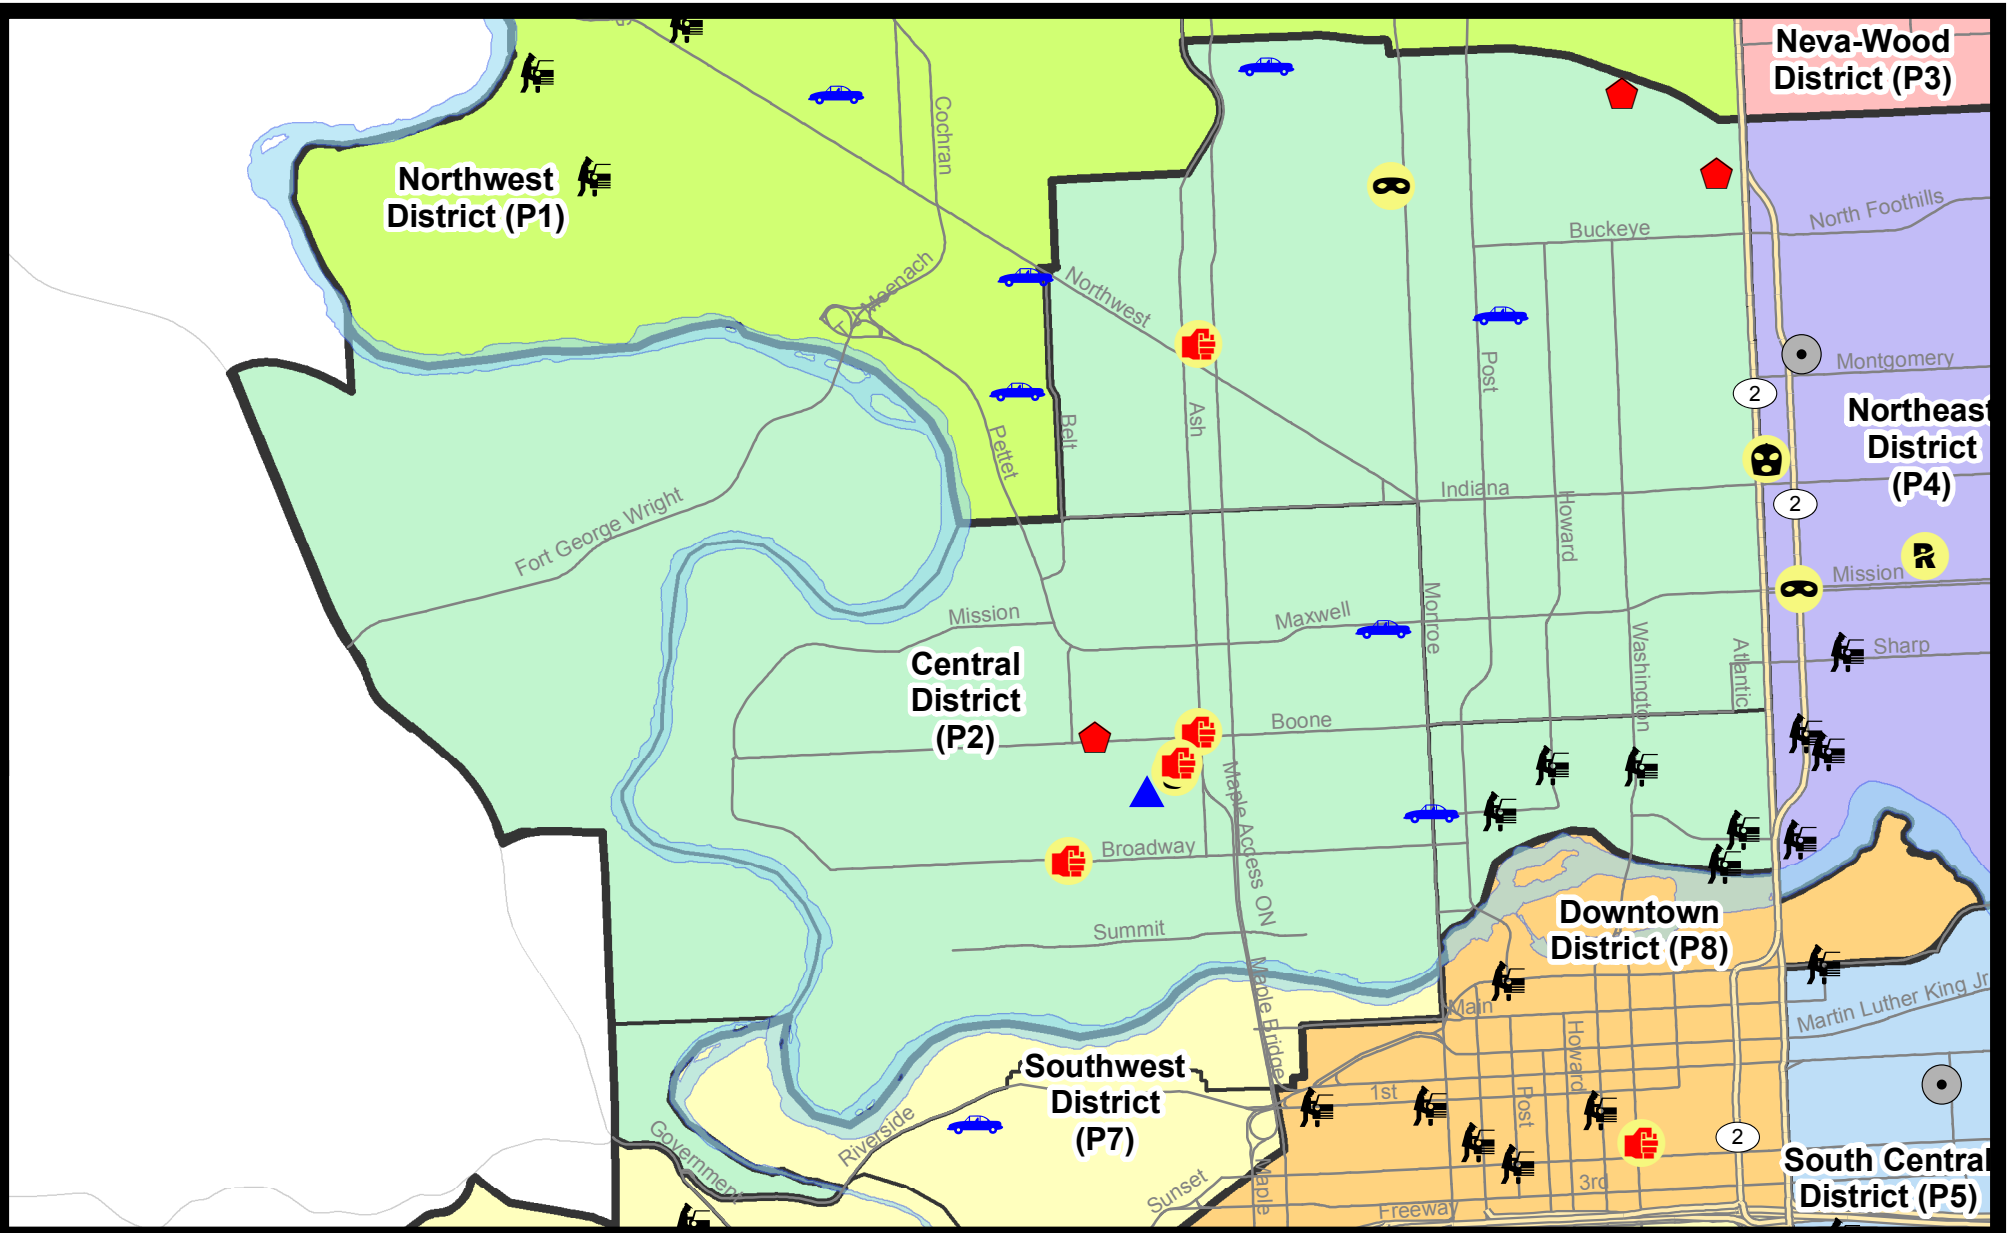 Neva-Wood
District (P3)
Cochran
Northwest
District (P1)
North Foothills
Buckeye
Northwest
T J Meenach
Montgomery
Post
2
Ash
Belt
Northeast
District
(P4)
Pettet
Indiana
2
Howard
Fort George Wright
R
Mission
Mission
Maxwell
Monroe
Washington
Atlantic
Sharp
Central
District
(P2)
Boone
Maple Access ON
Broadway
Summit
Downtown
District (P8)
Maple Bridge
Main
Martin Luther King Jr
Howard
Southwest
District
(P7)
1st
Post
Riverside
Government
2
Sunset
Maple
3rd
Freeway
South Central
District (P5)